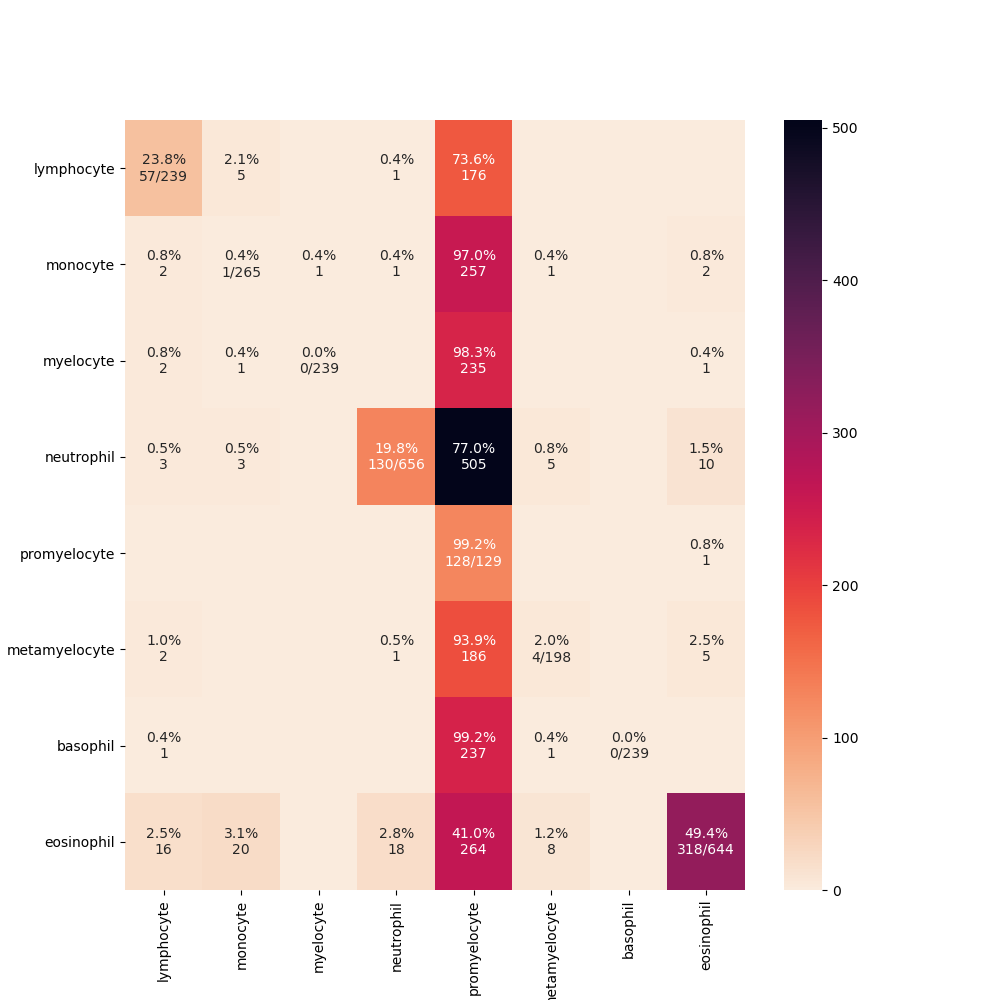 23.8% 2.1% 0.4% 73.6%
lymphocyte 57/239 5 1 176
0.8% 0.4% 0.4% 0.4% 97.0% 0.4% 0.8%
monocyte 2 1/265 1 1 257 1 2
0.8% 0.4% 0.0% 98.3% 0.4%
myelocyte 2 1 0/239 235 1
0.5% 0.5% 19.8% 77.0% 0.8% 1.5%
neutrophil 3 3 130/656 505 5 10
99.2% 0.8%
promyelocyte 128/129 1
1.0% 0.5% 93.9% 2.0% 2.5%
metamyelocyte 2 1 186 4/198 5
0.4% 99.2% 0.4% 0.0%
basophil 1 237 1 0/239
2.5% 3.1% 2.8% 41.0% 1.2% 49.4%
eosinophil 16 20 18 264 8 318/644
lymphocyte
monocyte
myelocyte
neutrophil
promyelocyte
etamyelocyte
basophil
eosinophil
500
400
300
200
100
0